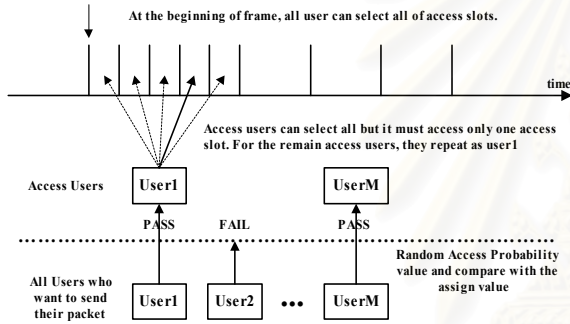 At the beginning of frame, all user can select all of access slots.
time
Access users can select all but it must access only one access
slot. For the remain access users, they repeat as user1
Access Users
User1
UserM
PASS
FAIL
PASS
Random Access Probability
value and compare with the
assign value
All Users who
want to send
their packet
User1
User2
...
UserM